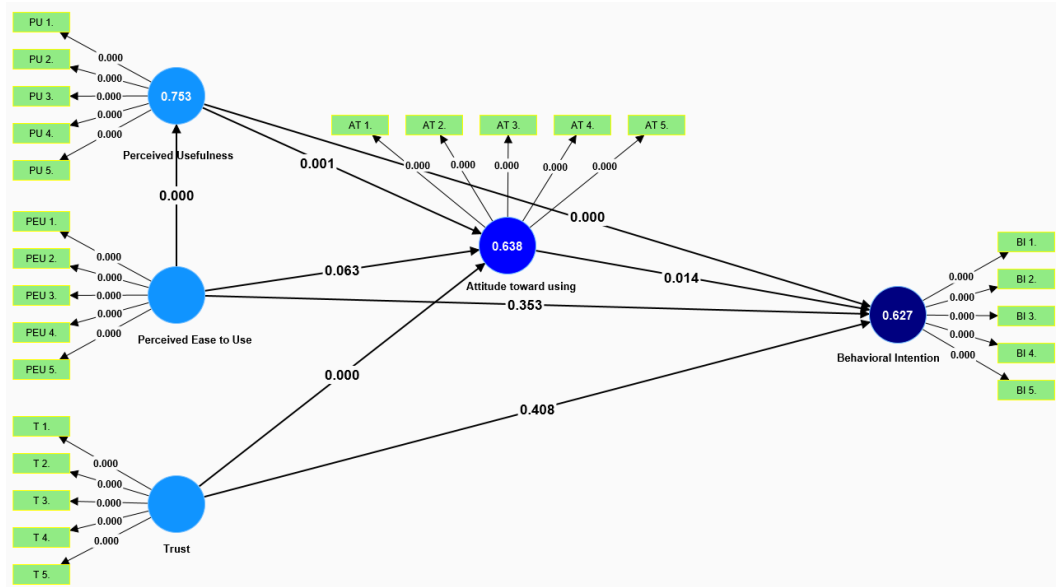 PU 1.
PU 2.
PU 3.
PU 4.
PU 5.
0.000
0.000
0.000
0.000
0.000
0.753
Perceived Usefulness
0.000
AT 1.
AT 2.
AT 3.
AT 4.
AT 5.
0.000
0.000
0.000
0.000
0.000
0.001
0.000
0.638
Attitude toward using
PEU 1.
PEU 2.
PEU 3.
PEU 4.
PEU 5.
0.000
0.000
0.000
0.000
0.000
Perceived Ease to Use
0.063
0.014
0.353
0.000
0.408
BI 1.
BI 2.
BI 3.
BI 4.
BI 5.
0.000
0.000
0.000
0.000
0.000
0.627
Behavioral Intention
T 1.
T 2.
T 3.
T 4.
T 5.
0.000
0.000
0.000
0.000
0.000
Trust